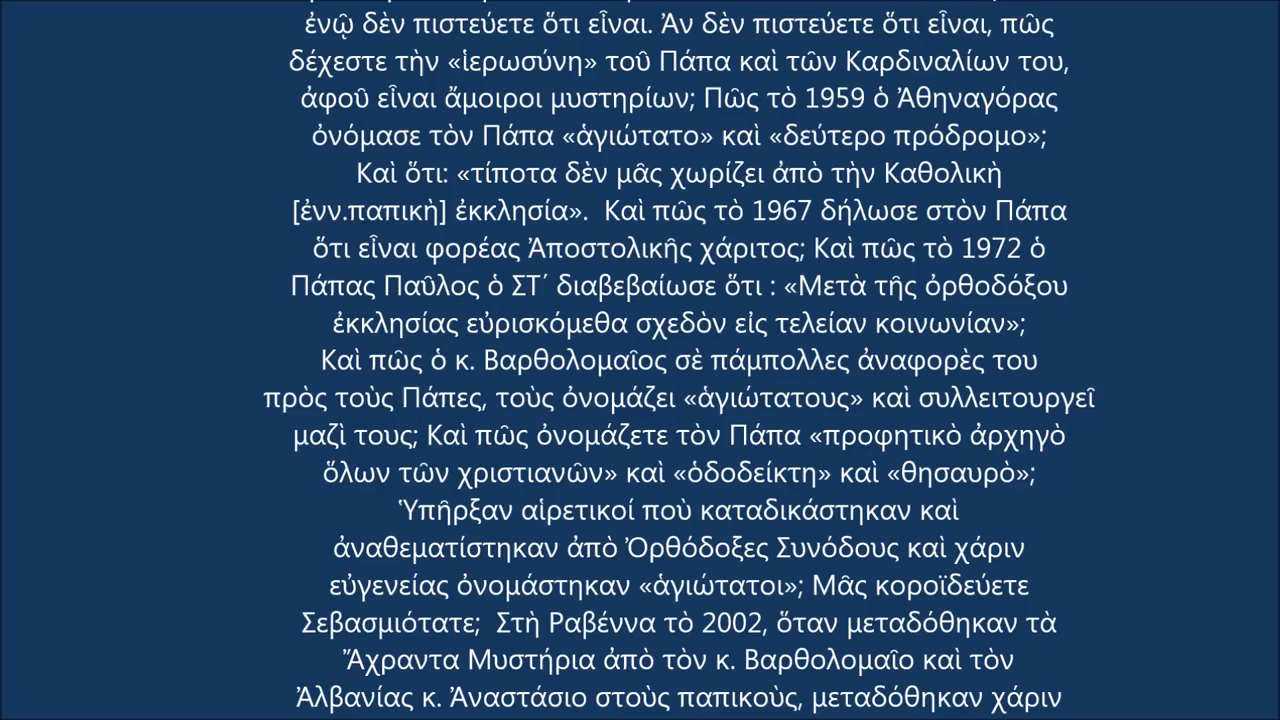 ἐνῷ δὲν πιστεύετε ὅτι εἶναι. Ἂν δὲν πιστεύετε ὅτι εἶναι, πῶς
δέχεστε τὴν «ἱερωσύνη» τοῦ Πάπα καὶ τῶν Καρδιναλίων του,
ἀφοῦ εἶναι ἄμοιροι μυστηρίων; Πῶς τὸ 1959 ὁ Ἀθηναγόρας
ὀνόμασε τὸν Πάπα «ἁγιώτατο» καὶ «δεύτερο πρόδρομο»;
Καὶ ὅτι: «τίποτα δὲν μᾶς χωρίζει ἀπὸ τὴν Καθολικὴ
[ἐνν.παπικὴ] ἐκκλησία».  Καὶ πῶς τὸ 1967 δήλωσε στὸν Πάπα
ὅτι εἶναι φορέας Ἀποστολικῆς χάριτος; Καὶ πῶς τὸ 1972 ὁ
Πάπας Παῦλος ὁ ΣΤ΄ διαβεβαίωσε ὅτι : «Μετὰ τῆς ὀρθοδόξου
ἐκκλησίας εὑρισκόμεθα σχεδὸν εἰς τελείαν κοινωνίαν»;
Καὶ πῶς ὁ κ. Βαρθολομαῖος σὲ πάμπολλες ἀναφορὲς του
πρὸς τοὺς Πάπες, τοὺς ὀνομάζει «ἁγιώτατους» καὶ συλλειτουργεῖ
μαζὶ τους; Καὶ πῶς ὀνομάζετε τὸν Πάπα «προφητικὸ ἀρχηγὸ
ὅλων τῶν χριστιανῶν» καὶ «ὁδοδείκτη» καὶ «θησαυρὸ»;
Ὑπῆρξαν αἱρετικοί ποὺ καταδικάστηκαν καὶ
ἀναθεματίστηκαν ἀπὸ Ὀρθόδοξες Συνόδους καὶ χάριν
εὐγενείας ὀνομάστηκαν «ἁγιώτατοι»; Μᾶς κοροϊδεύετε
Σεβασμιότατε;  Στὴ Ραβέννα τὸ 2002, ὅταν μεταδόθηκαν τὰ
Ἄχραντα Μυστήρια ἀπὸ τὸν κ. Βαρθολομαῖο καὶ τὸν
Ἀλβανίας κ. Ἀναστάσιο στοὺς παπικοὺς, μεταδόθηκαν χάριν